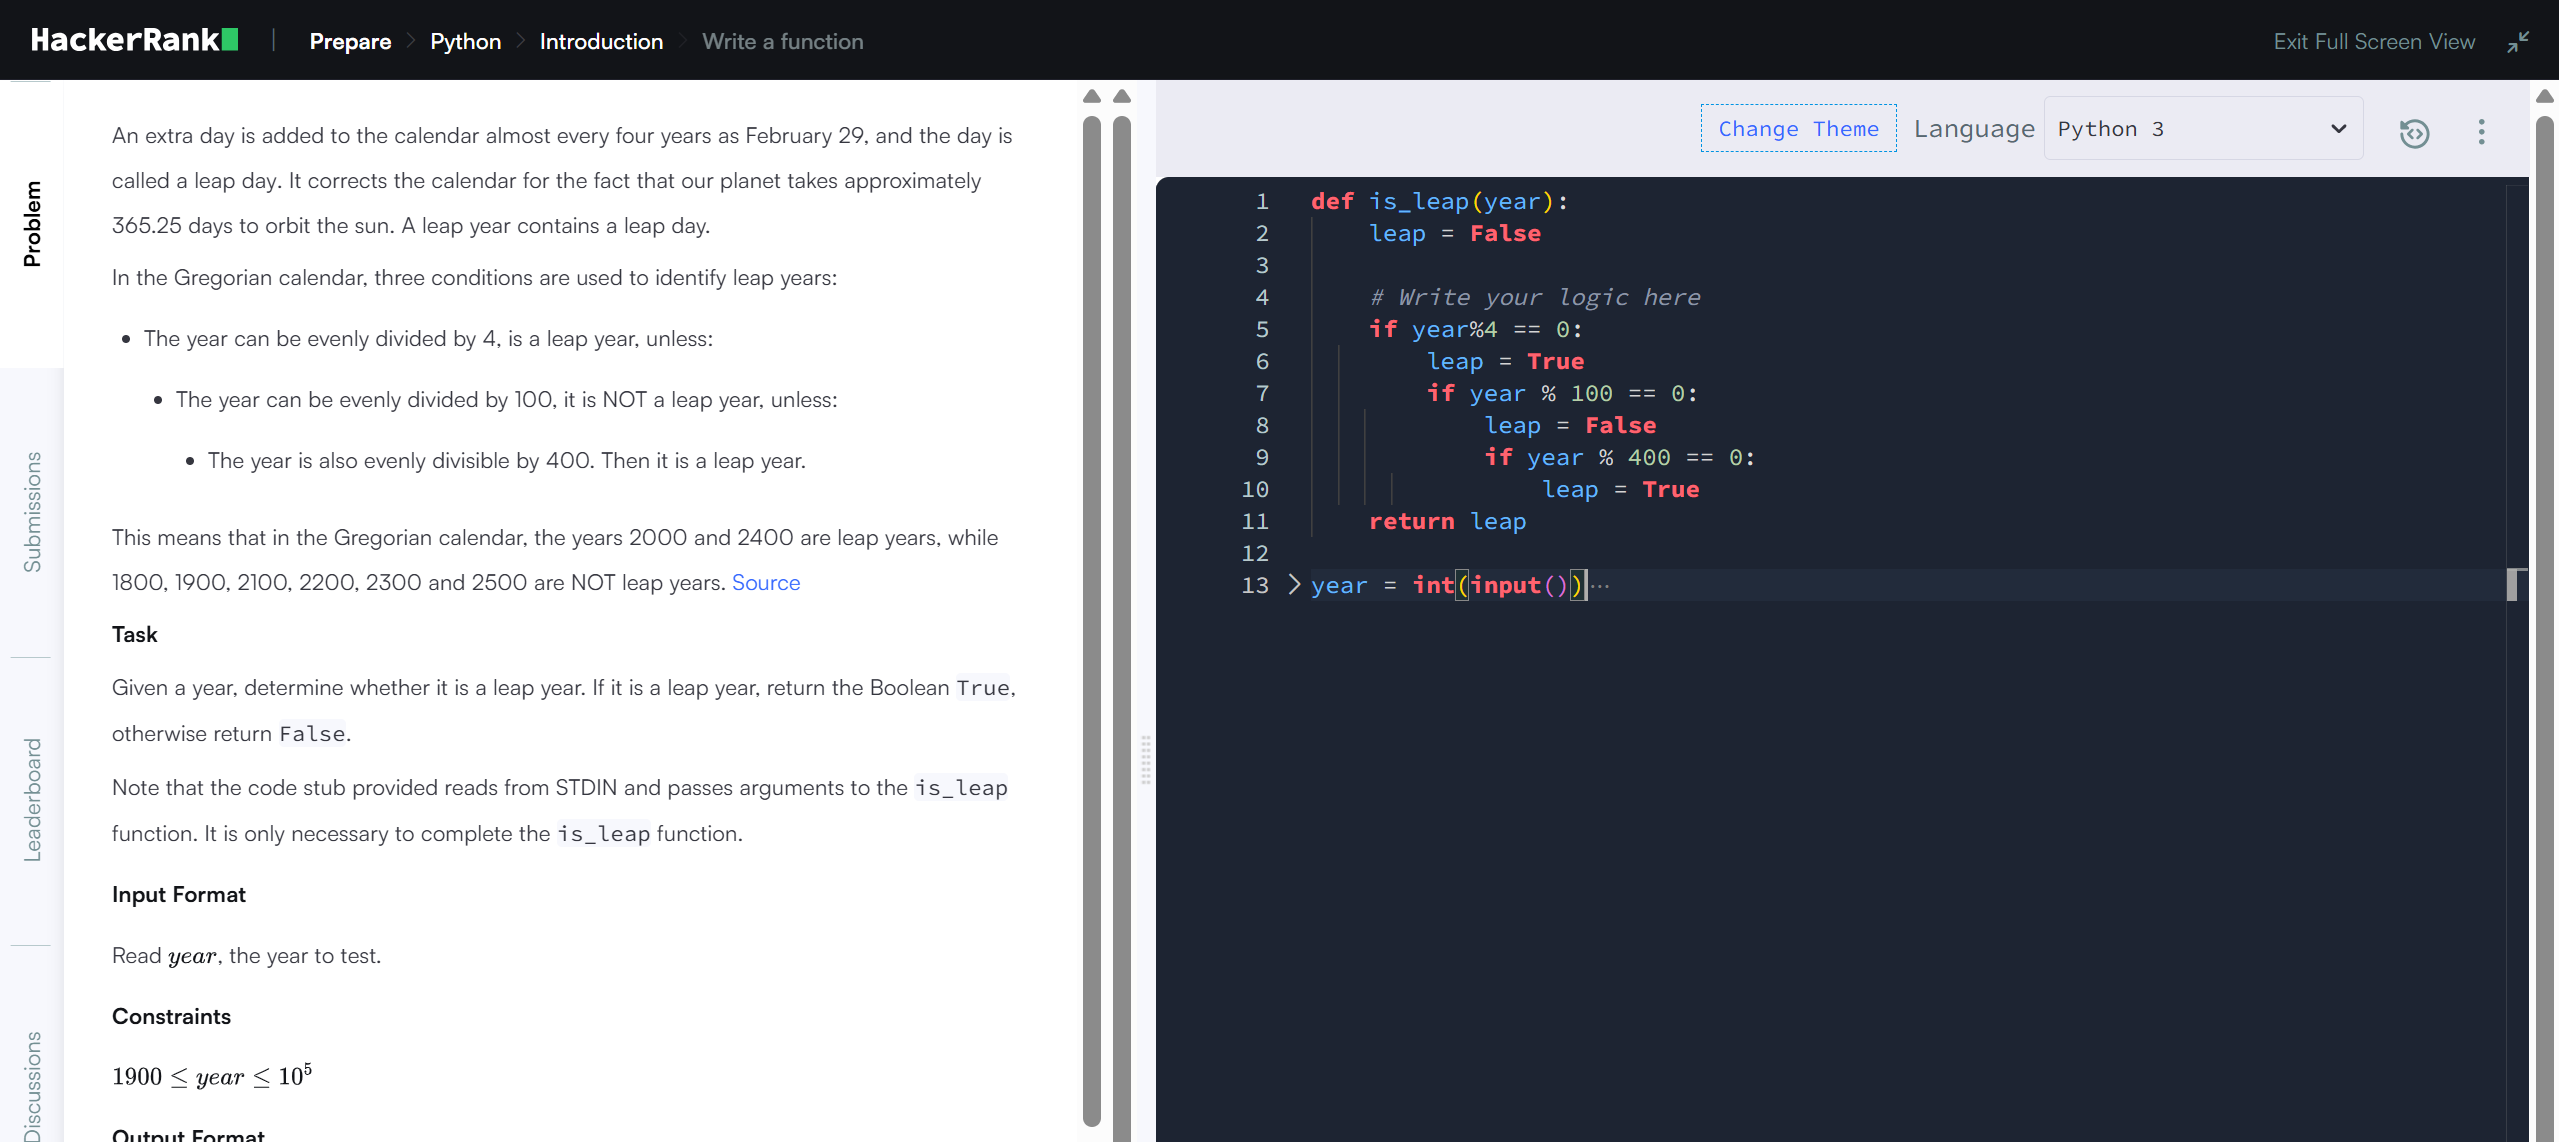 HackerRank | Prepare > Python > Introduction > Write a function
Exit Full Screen View
Problem
Submissions
Leaderboard
Discussions
An extra day is added to the calendar almost every four years as February 29, and the day is
called a leap day. It corrects the calendar for the fact that our planet takes approximately
365.25 days to orbit the sun. A leap year contains a leap day.
In the Gregorian calendar, three conditions are used to identify leap years:
• The year can be evenly divided by 4, is a leap year, unless:
• The year can be evenly divided by 100, it is NOT a leap year, unless:
• The year is also evenly divisible by 400. Then it is a leap year.
This means that in the Gregorian calendar, the years 2000 and 2400 are leap years, while
1800, 1900, 2100, 2200, 2300 and 2500 are NOT leap years. Source
Task
Given a year, determine whether it is a leap year. If it is a leap year, return the Boolean True,
otherwise return False.
Note that the code stub provided reads from STDIN and passes arguments to the is_leap
function. It is only necessary to complete the is_leap function.
Input Format
Read year, the year to test.
Constraints
1900 ≤ year ≤ 10⁵
Output Format
Change Theme Language Python 3
1 def is_leap(year):
2     leap = False
3
4     # Write your logic here
5     if year%4 == 0:
6         leap = True
7         if year % 100 == 0:
8             leap = False
9             if year % 400 == 0:
10                 leap = True
11     return leap
12
13 > year = int(input())···